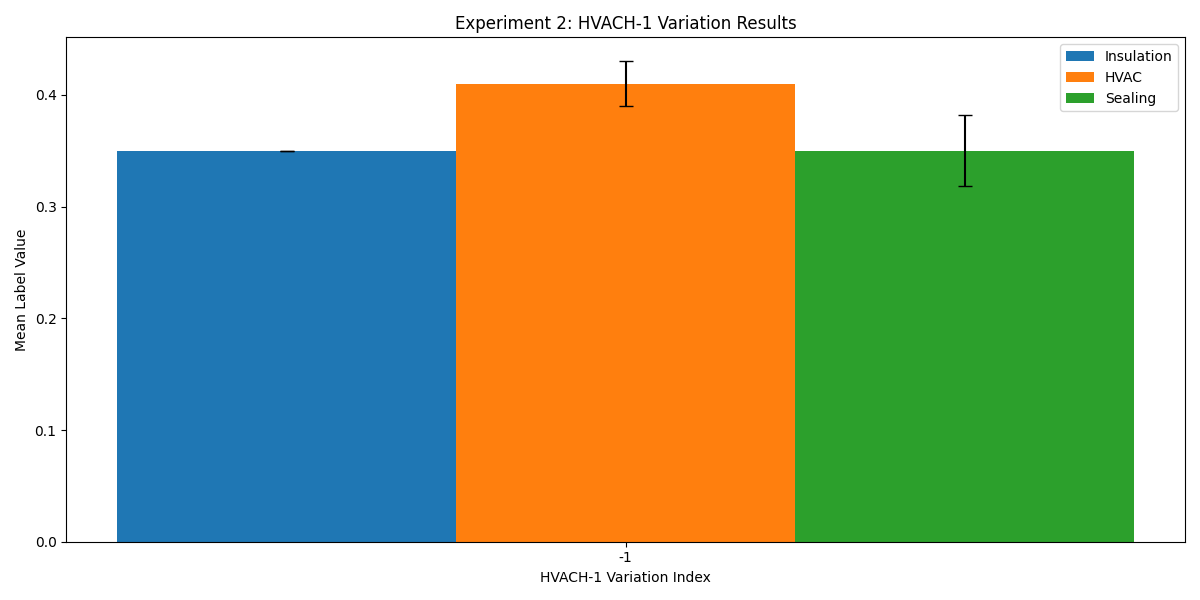 Experiment 2: HVACH-1 Variation Results
Insulation
HVAC
Sealing
Mean Label Value
0.4
0.3
0.2
0.1
0.0
-1
HVACH-1 Variation Index